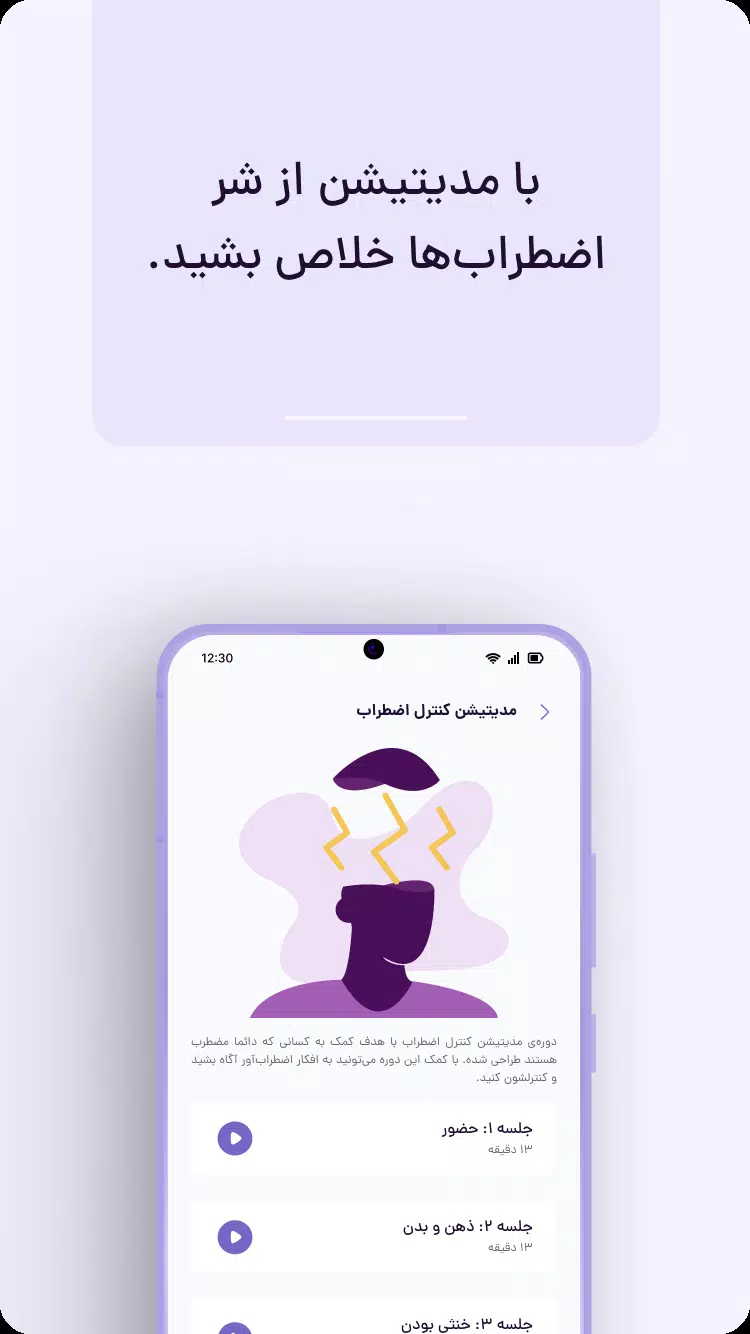 با مدیتیشن از شر
اضطراب‌ها خلاص بشید.
12:30
مدیتیشن کنترل اضطراب
دوره‌ی مدیتیشن کنترل اضطراب با هدف کمک به کسانی که دائما مضطرب
هستند طراحی شده. با کمک این دوره می‌تونید به افکار اضطراب‌آور آگاه بشید
و کنترلشون کنید.
جلسه ۱: حضور
۱۳ دقیقه
جلسه ۲: ذهن و بدن
۱۳ دقیقه
جلسه ۳: خنثی بودن